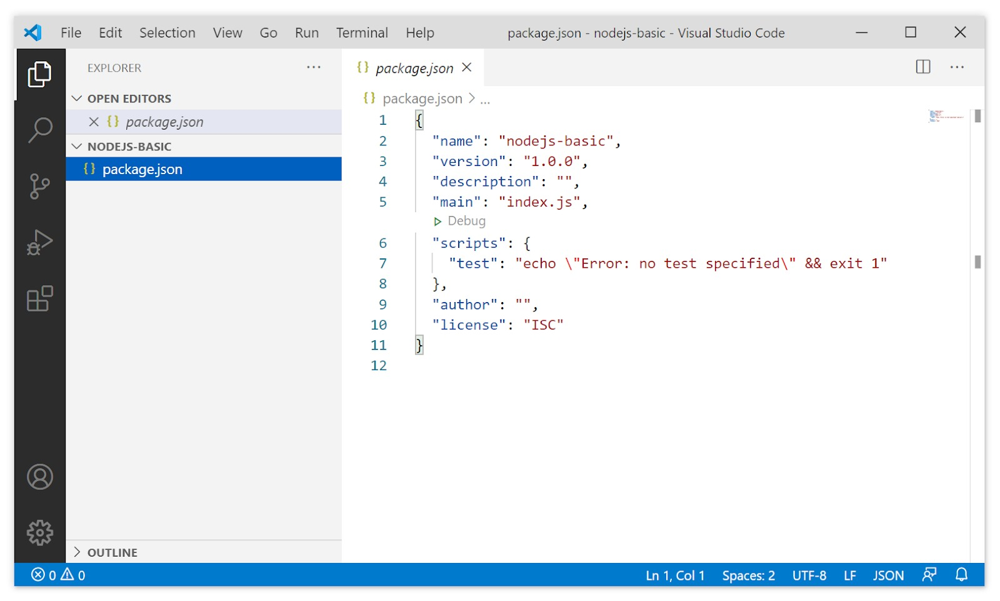 File Edit Selection View Go Run Terminal Help package.json - nodejs-basic - Visual Studio Code
EXPLORER
OPEN EDITORS
package.json
NODEJS-BASIC
{} package.json
OUTLINE
{} package.json
{} package.json > ...
1 {
2 "name": "nodejs-basic",
3 "version": "1.0.0",
4 "description": "",
5 "main": "index.js",
Debug
6 "scripts": {
7 "test": "echo \"Error: no test specified\" && exit 1"
8 },
9 "author": "",
10 "license": "ISC"
11 }
12
0 0 Ln 1, Col 1 Spaces: 2 UTF-8 LF JSON